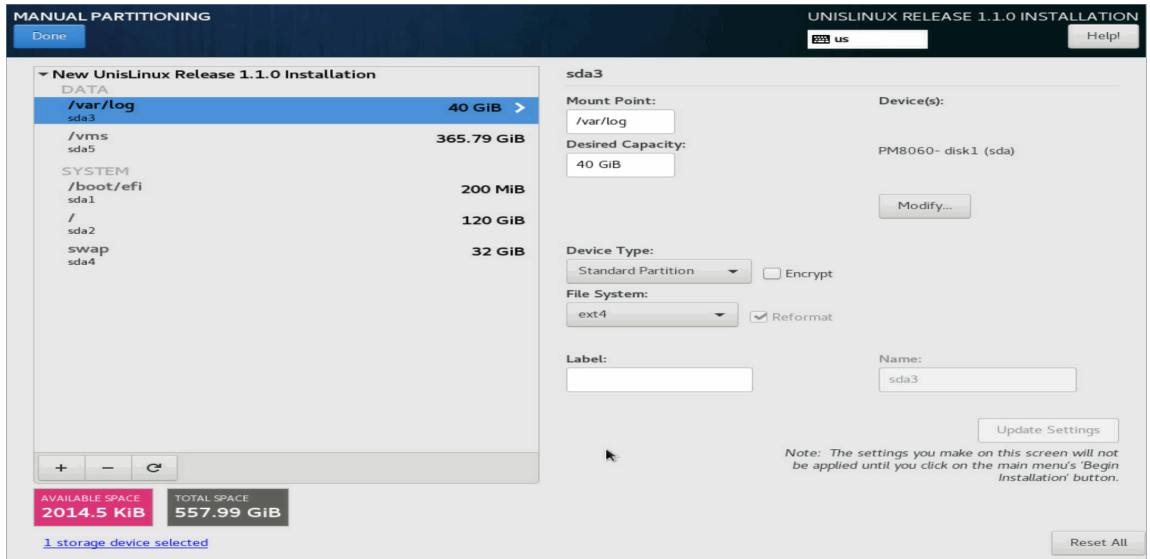 MANUAL PARTITIONING
UNISLINUX RELEASE 1.1.0 INSTALLATION
Done
us
Help!
New UnisLinux Release 1.1.0 Installation
DATA
/var/log
40 GiB
sda3
/vms
365.79 GiB
sda5
SYSTEM
/boot/efi
200 MiB
sda1
/
120 GiB
sda2
swap
32 GiB
sda4
+ −
AVAILABLE SPACE
2014.5 KiB
TOTAL SPACE
557.99 GiB
1 storage device selected
sda3
Mount Point:
/var/log
Desired Capacity:
40 GiB
Device(s):
PM8060- disk1 (sda)
Modify...
Device Type:
Standard Partition
Encrypt
File System:
ext4
Reformat
Label:
Name:
sda3
Update Settings
Note: The settings you make on this screen will not
be applied until you click on the main menu's 'Begin
Installation' button.
Reset All